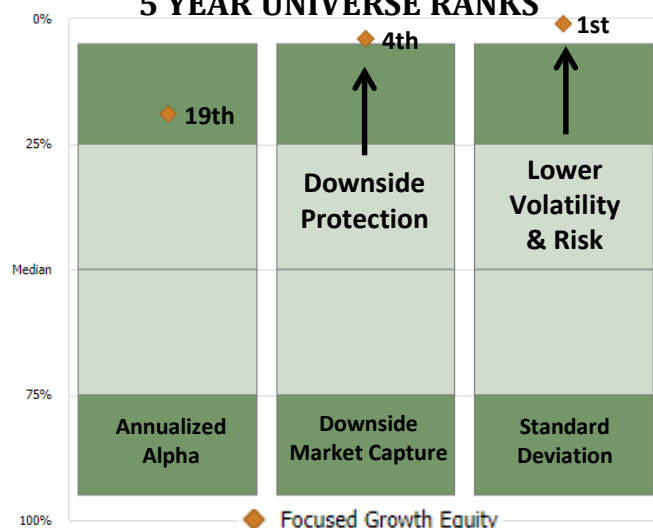 5 YEAR UNIVERSE RANKS
0%
25%
Median
75%
100%
19th
4th
1st
Downside
Protection
Lower
Volatility
& Risk
Annualized
Alpha
Downside
Market Capture
Standard
Deviation
Focused Growth Equity